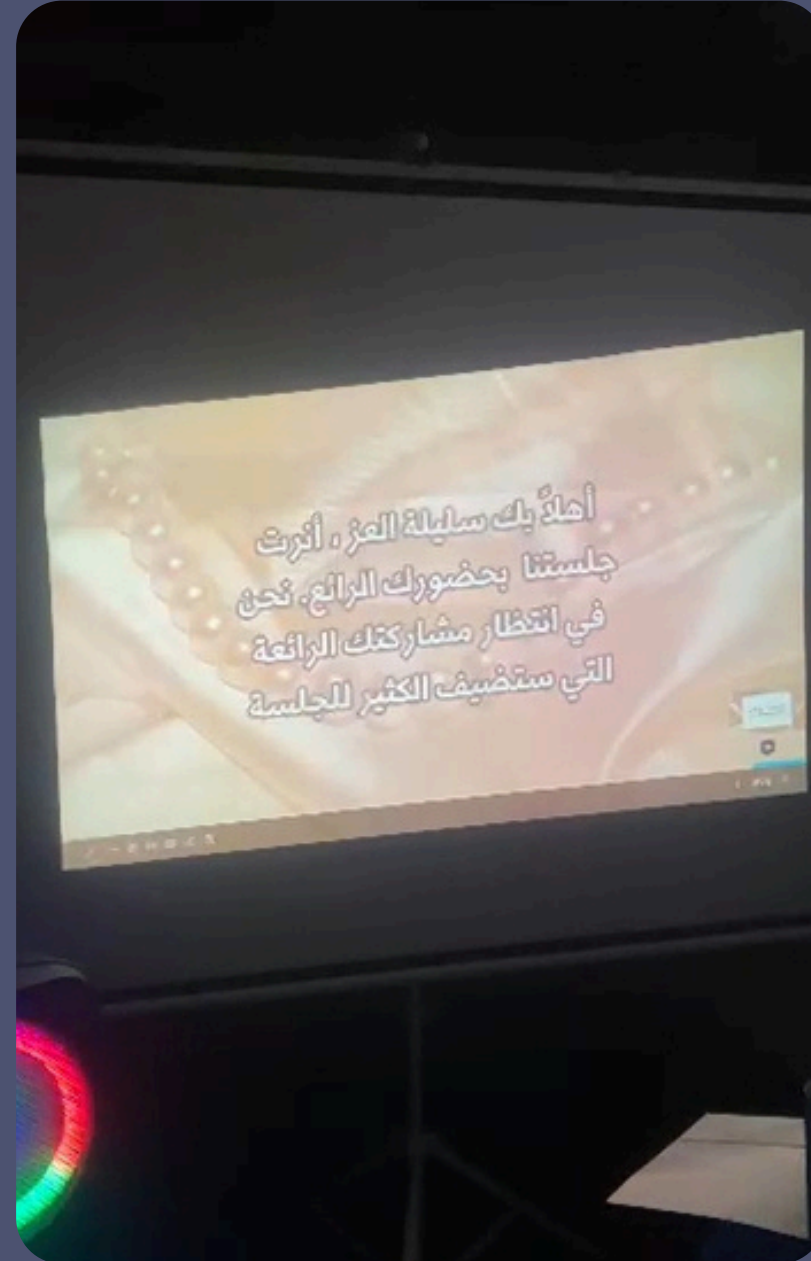 أهلاً بك سليلة العز ، أنرت
جلستنا بحضورك الرائع. نحن
في انتظار مشاركتك الرائعة
التي ستضيف الكثير للجلسة